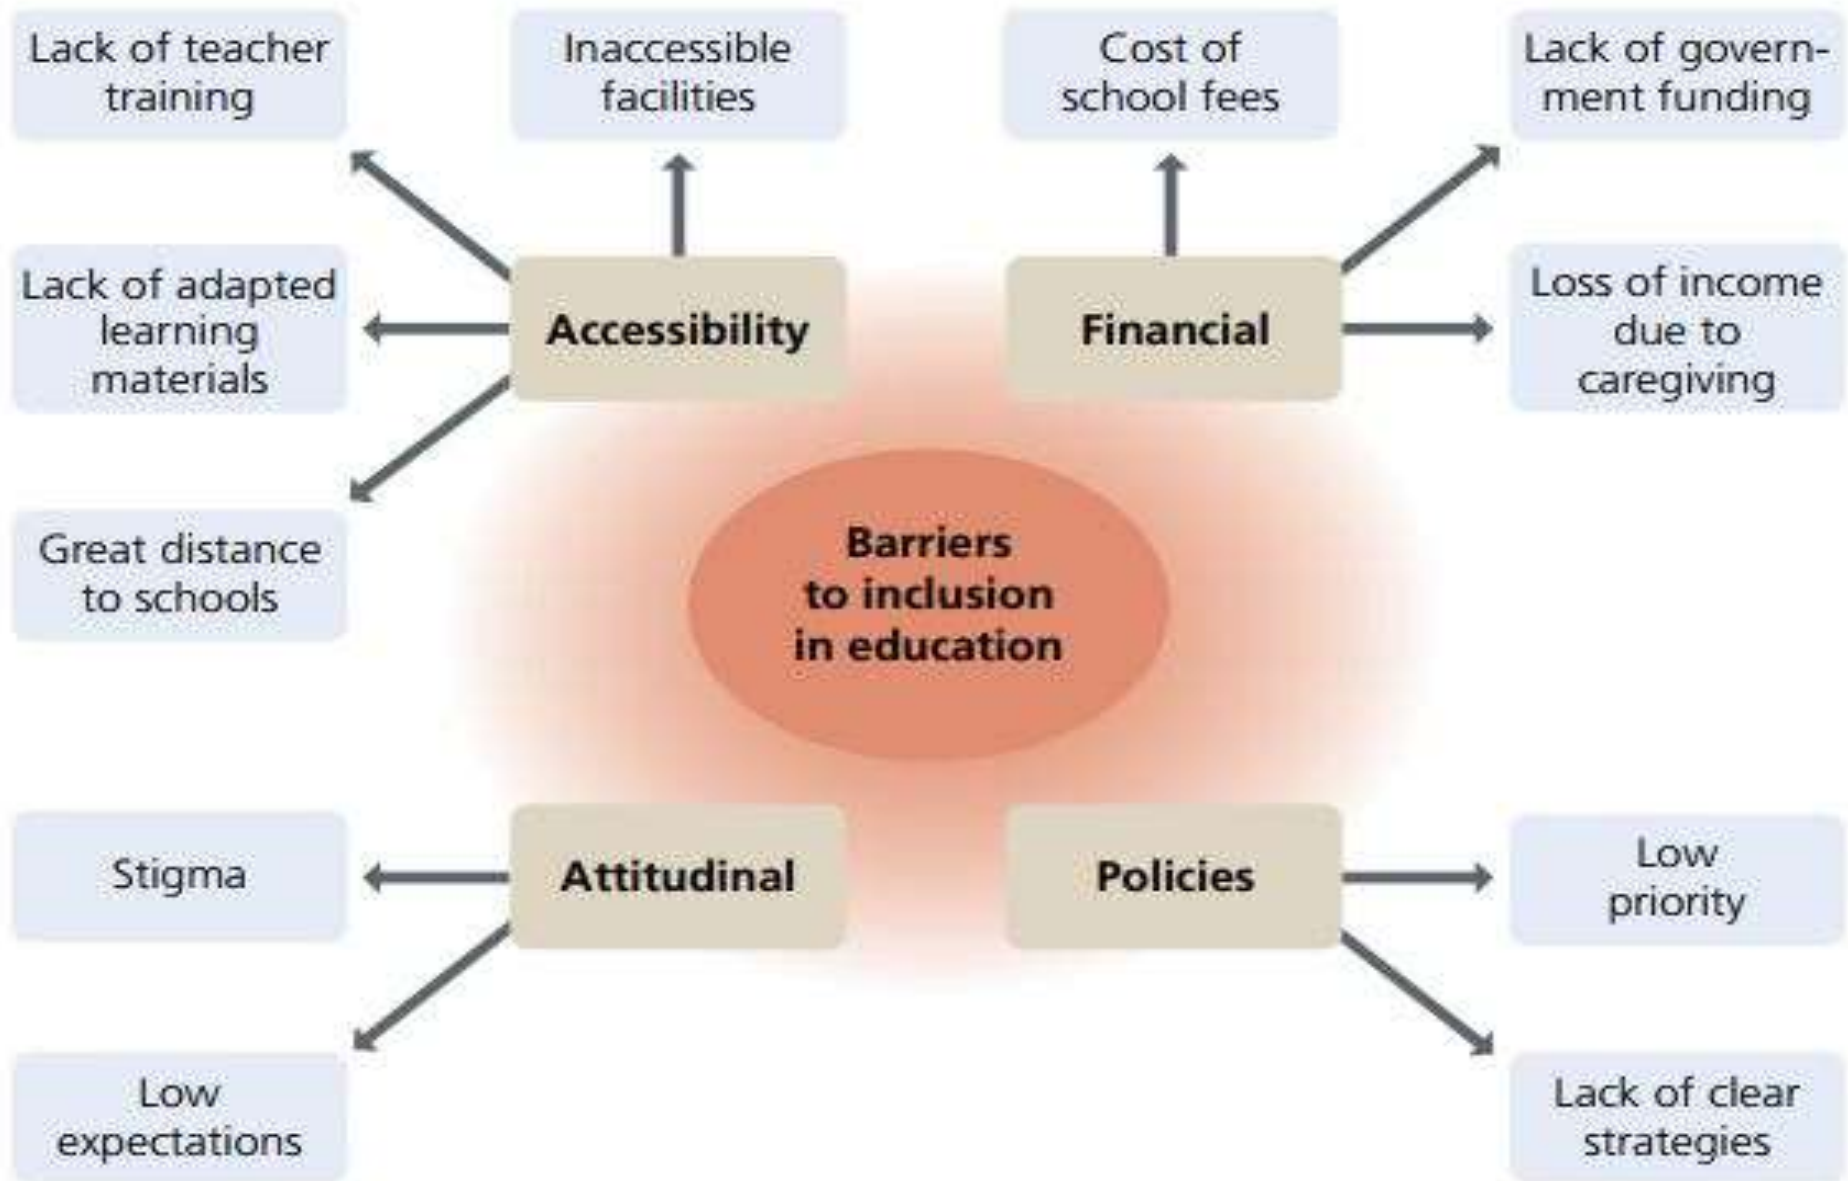 Lack of teacher
training
Inaccessible
facilities
Cost of
school fees
Lack of govern-
ment funding
Lack of adapted
learning
materials
Accessibility
Financial
Loss of income
due to
caregiving
Great distance
to schools
Barriers
to inclusion
in education
Stigma
Attitudinal
Policies
Low
priority
Low
expectations
Lack of clear
strategies